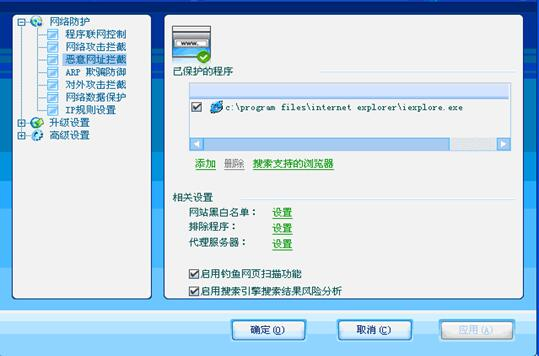 网络防护
程序联网控制
网络攻击拦截
恶意网址拦截
ARP 欺骗防御
对外攻击拦截
网络数据保护
IP规则设置
升级设置
高级设置
www.
已保护的程序
c:\program files\internet explorer\iexplore.exe
添加 删除 搜索支持的浏览器
相关设置
网站黑白名单： 设置
排除程序： 设置
代理服务器： 设置
启用钓鱼网页扫描功能
启用搜索引擎搜索结果风险分析
确定(O) 取消(C) 应用(A)